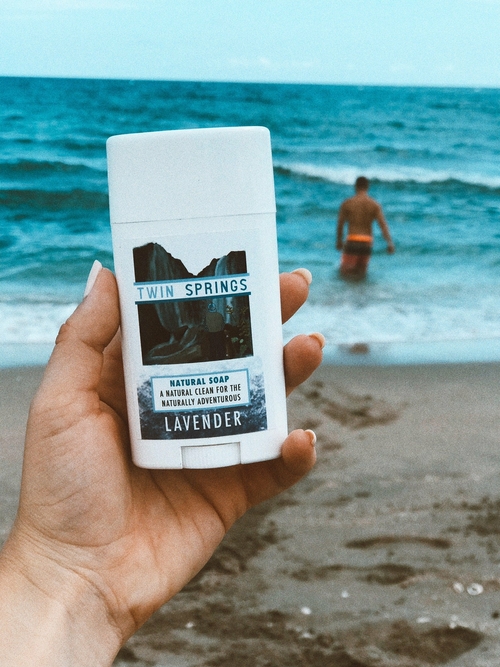 TWIN SPRINGS
NATURAL SOAP
A NATURAL CLEAN FOR THE
NATURALLY ADVENTUROUS
LAVENDER